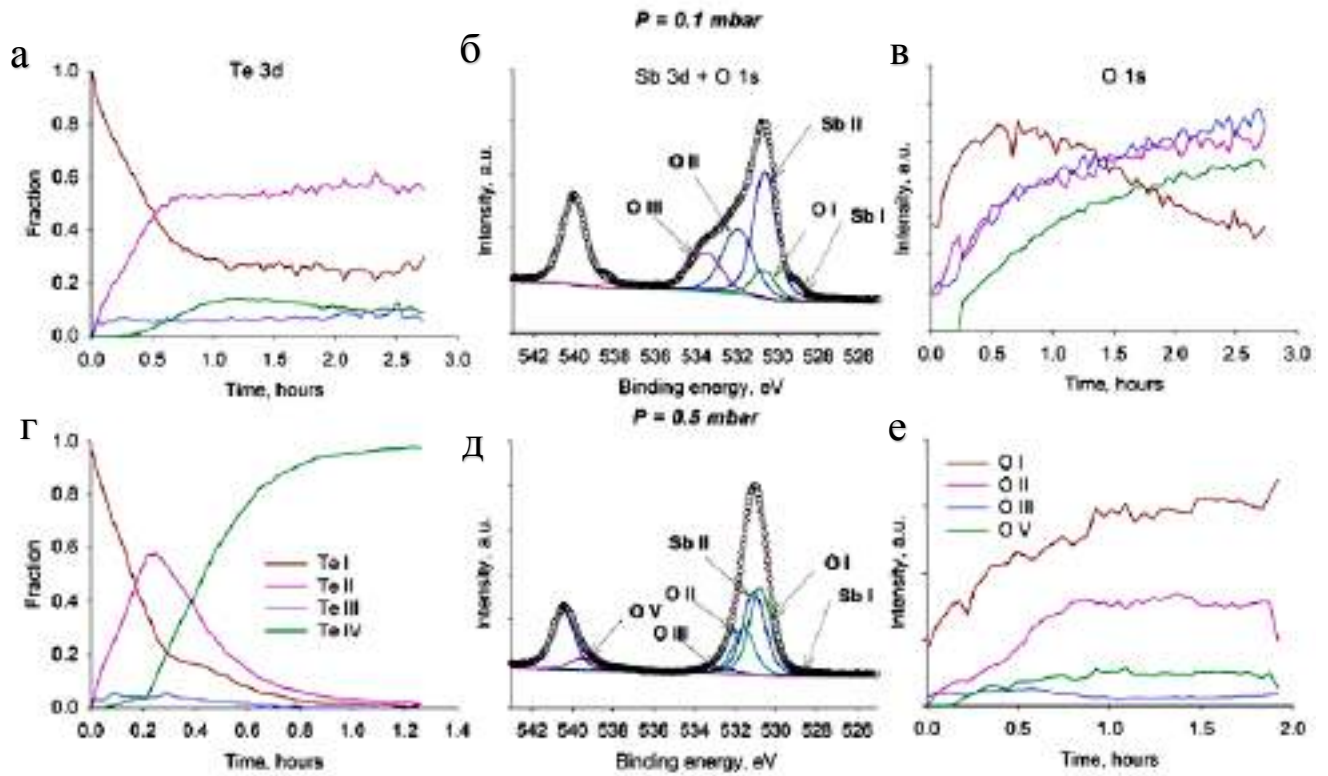 P = 0.1 mbar
а
Te 3d
Fraction
1.0
0.8
0.6
0.4
0.2
0.0
0.0 0.5 1.0 1.5 2.0 2.5 3.0
Time, hours
б
Sb 3d + O 1s
Intensity, a.u.
Sb II
O II
O III
O I
Sb I
542 540 538 536 534 532 530 528 526
Binding energy, eV
в
O 1s
Intensity, a.u.
0.0 0.5 1.0 1.5 2.0 2.5 3.0
Time, hours
P = 0.5 mbar
г
Fraction
1.0
0.8
0.6
0.4
0.2
0.0
Te I
Te II
Te III
Te IV
0.0 0.2 0.4 0.6 0.8 1.0 1.2 1.4
Time, hours
д
Intensity, a.u.
Sb II
O I
O II
Sb I
O V
O III
542 540 538 536 534 532 530 528 526
Binding energy, eV
е
Intensity, a.u.
O I
O II
O III
O V
0.0 0.5 1.0 1.5 2.0
Time, hours